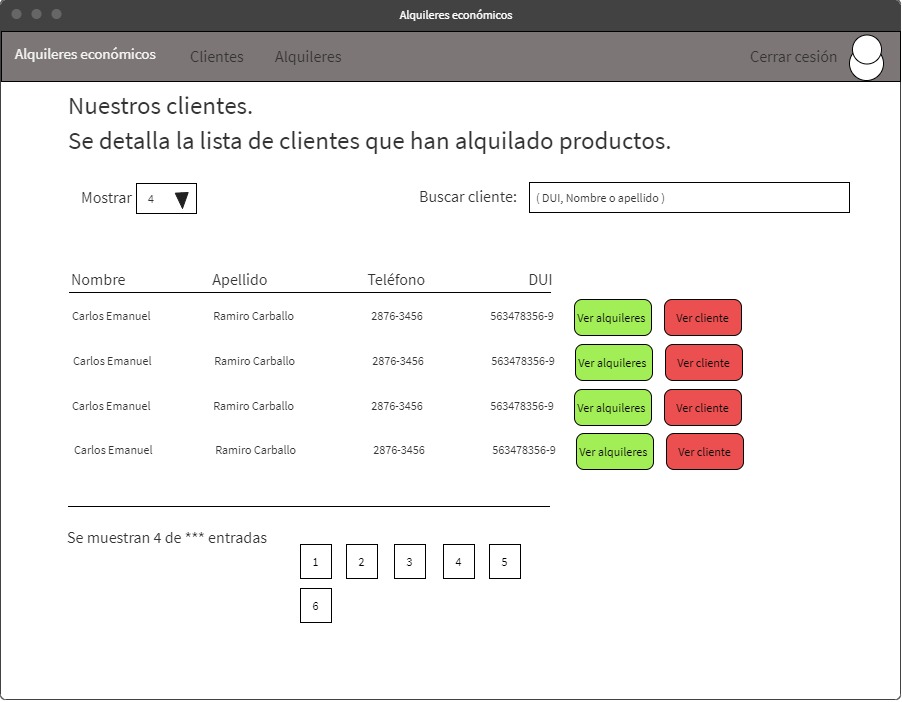 Alquileres económicos
Alquileres económicos Clientes Alquileres Cerrar cesión
Nuestros clientes.
Se detalla la lista de clientes que han alquilado productos.
Mostrar 4 Buscar cliente: ( DUI, Nombre o apellido )
Nombre Apellido Teléfono DUI
Carlos Emanuel Ramiro Carballo 2876-3456 563478356-9 Ver alquileres Ver cliente
Carlos Emanuel Ramiro Carballo 2876-3456 563478356-9 Ver alquileres Ver cliente
Carlos Emanuel Ramiro Carballo 2876-3456 563478356-9 Ver alquileres Ver cliente
Carlos Emanuel Ramiro Carballo 2876-3456 563478356-9 Ver alquileres Ver cliente
Se muestran 4 de *** entradas
1 2 3 4 5
6